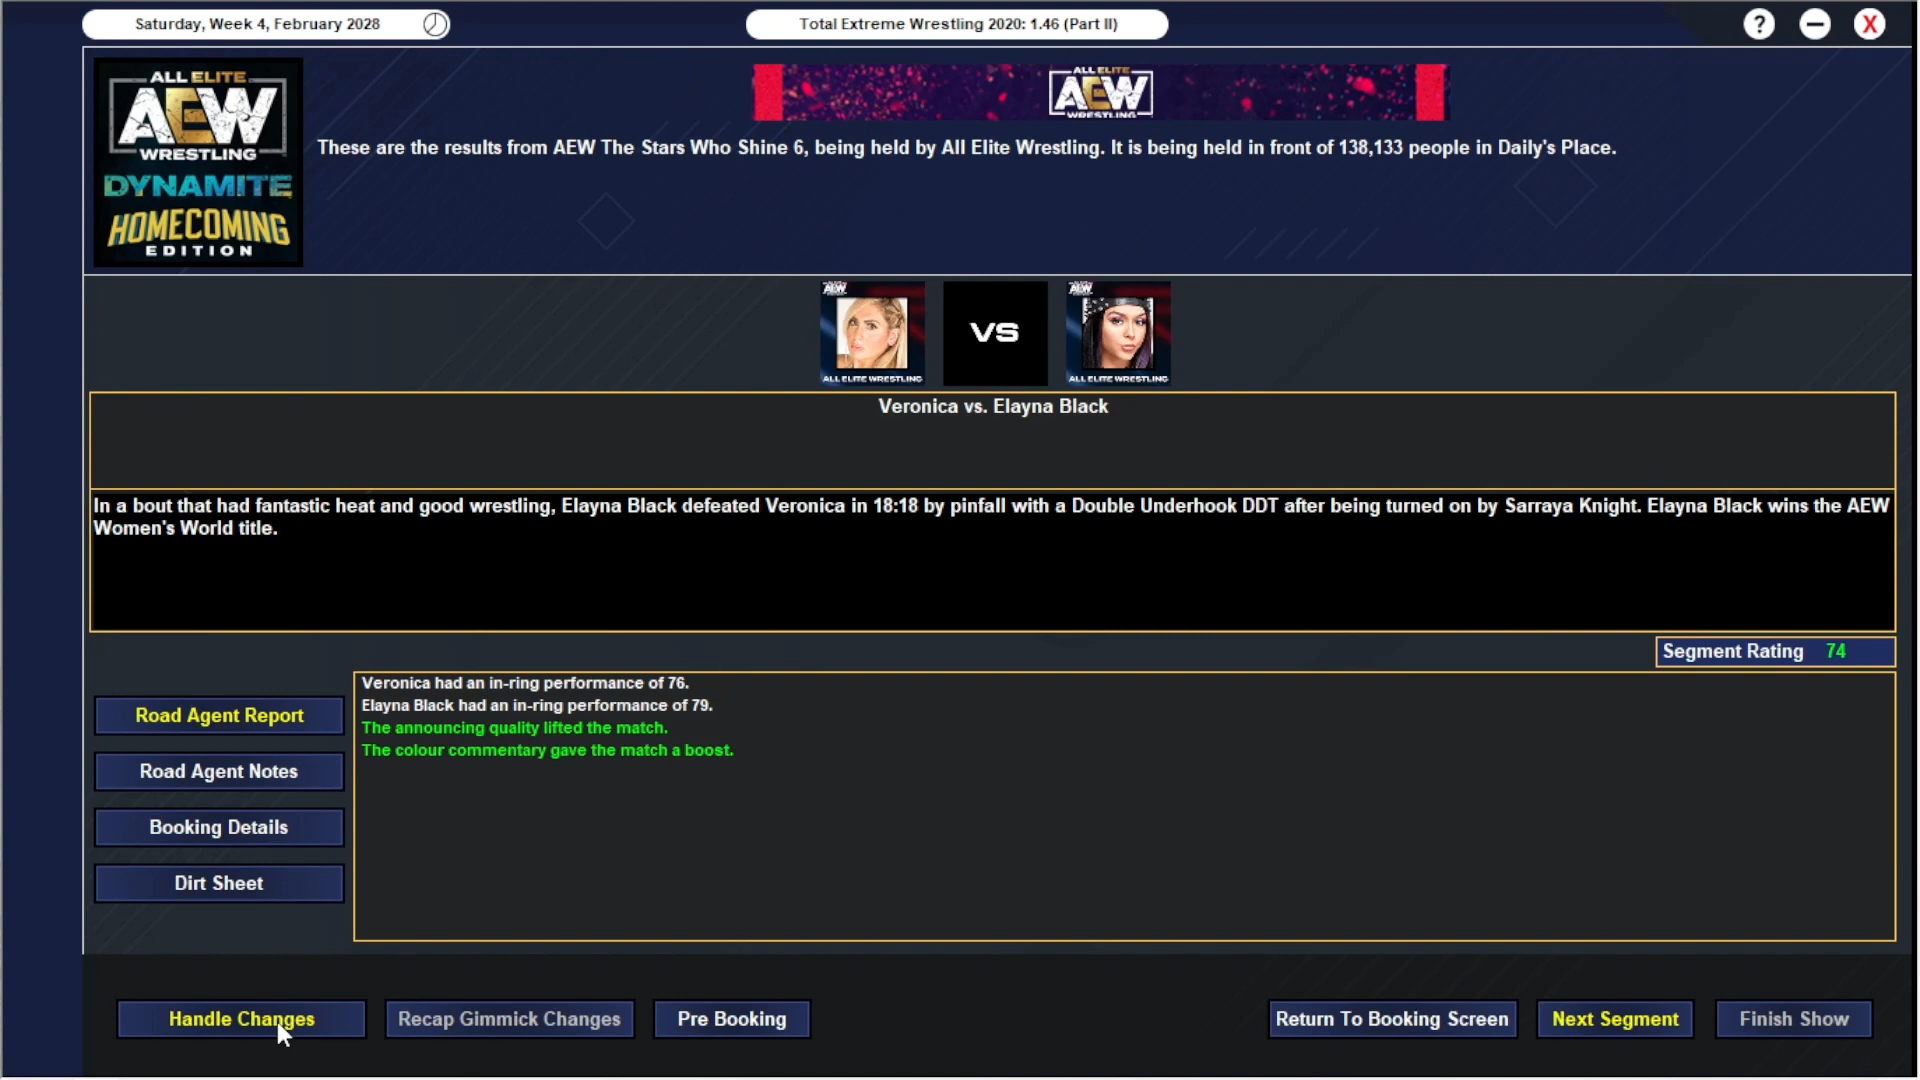 Saturday, Week 4, February 2028
Total Extreme Wrestling 2020: 1.46 (Part II)
?
X
ALL ELITE
AEW
WRESTLING
DYNAMITE
HOMECOMING
EDITION
ALL ELITE
AEW
WRESTLING
These are the results from AEW The Stars Who Shine 6, being held by All Elite Wrestling. It is being held in front of 138,133 people in Daily's Place.
AEW
ALL ELITE WRESTLING
VS
AEW
ALL ELITE WRESTLING
Veronica vs. Elayna Black
In a bout that had fantastic heat and good wrestling, Elayna Black defeated Veronica in 18:18 by pinfall with a Double Underhook DDT after being turned on by Sarraya Knight. Elayna Black wins the AEW
Women's World title.
Segment Rating 74
Road Agent Report
Road Agent Notes
Booking Details
Dirt Sheet
Veronica had an in-ring performance of 76.
Elayna Black had an in-ring performance of 79.
The announcing quality lifted the match.
The colour commentary gave the match a boost.
Handle Changes
Recap Gimmick Changes
Pre Booking
Return To Booking Screen
Next Segment
Finish Show